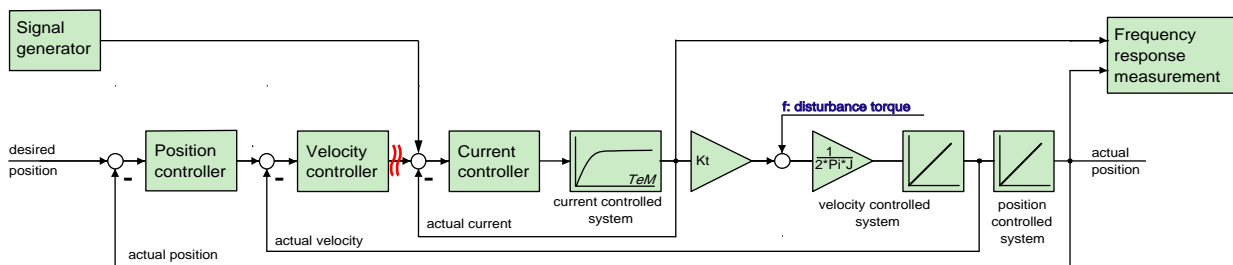 Signal
generator
Frequency
response
measurement
f: disturbance torque
desired
position
Position
controller
Velocity
controller
Current
controller
TeM
Kt
1
2*Pi*J
actual
position
-
-
-
current controlled
system
velocity controlled
system
position
controlled
system
actual current
actual velocity
actual position